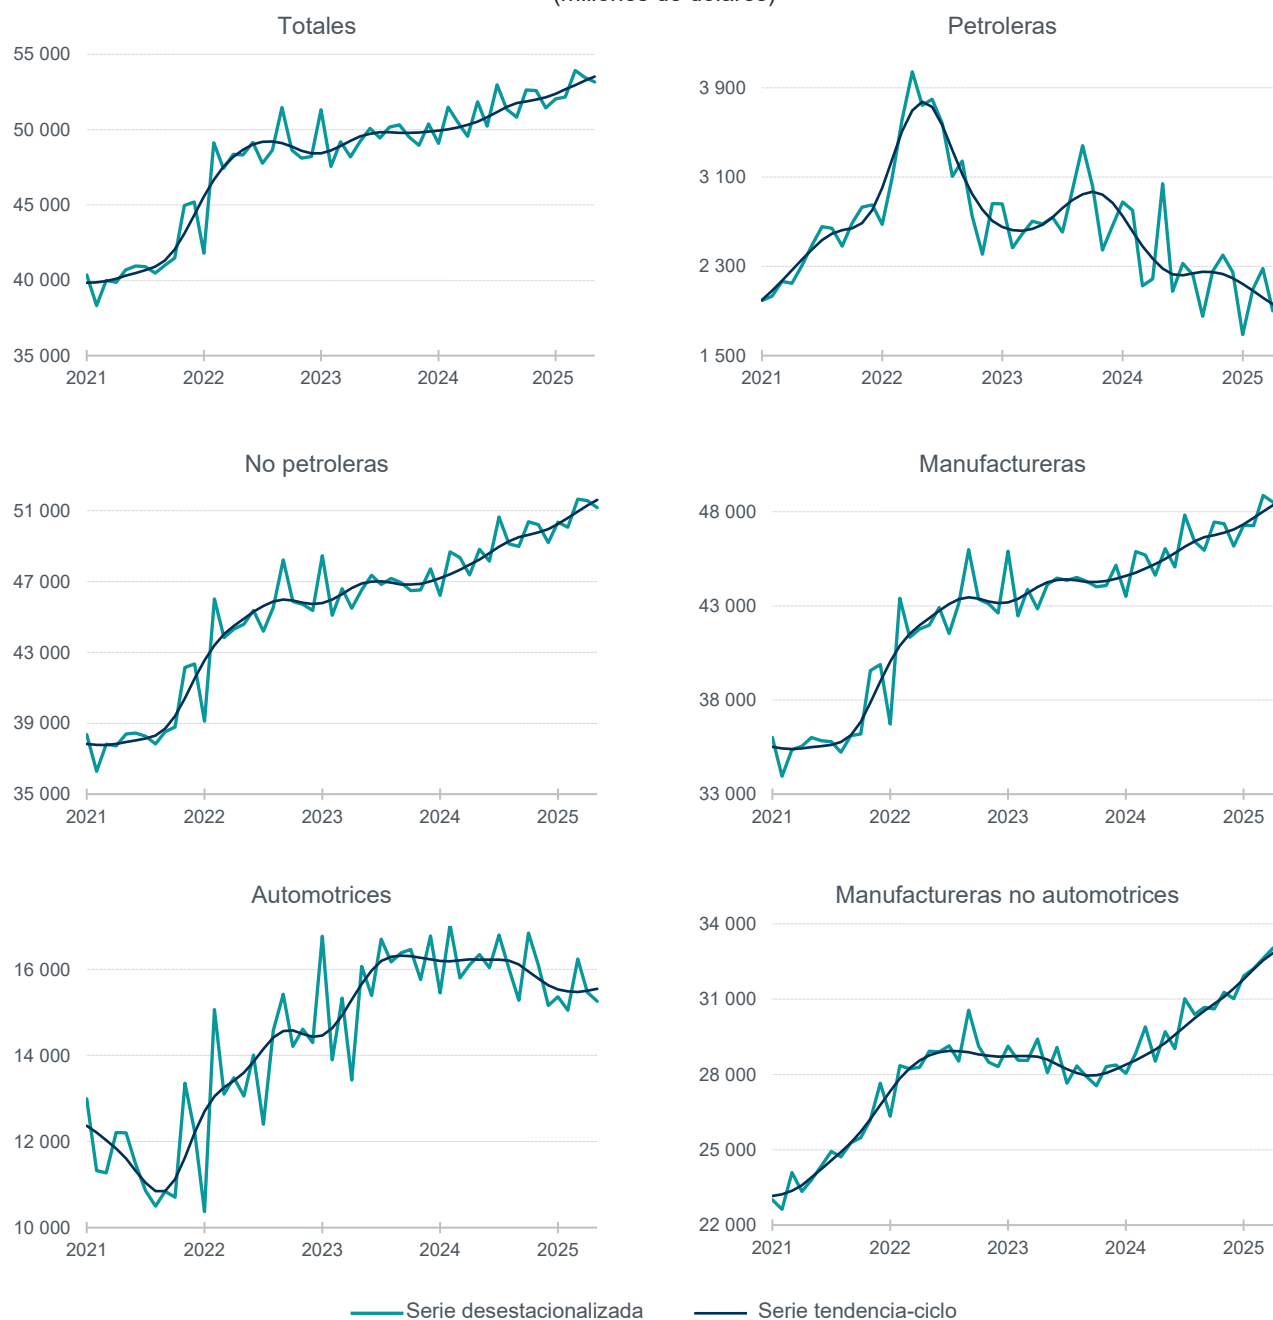 (millones de dólares)
Totales
55 000
50 000
45 000
40 000
35 000
2021 2022 2023 2024 2025
Petroleras
3 900
3 100
2 300
1 500
2021 2022 2023 2024 2025
No petroleras
51 000
47 000
43 000
39 000
35 000
2021 2022 2023 2024 2025
Manufactureras
48 000
43 000
38 000
33 000
2021 2022 2023 2024 2025
Automotrices
16 000
14 000
12 000
10 000
2021 2022 2023 2024 2025
Manufactureras no automotrices
34 000
31 000
28 000
25 000
22 000
2021 2022 2023 2024 2025
Serie desestacionalizada Serie tendencia-ciclo